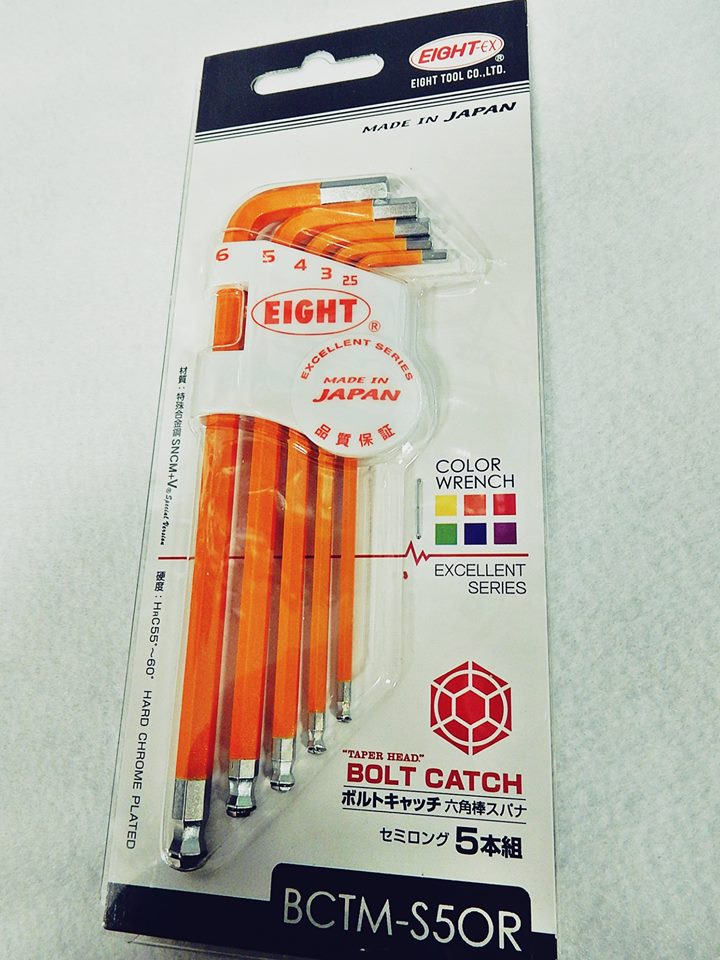 EIGHT-EX®
EIGHT TOOL CO.,LTD.
MADE IN JAPAN
6 5 4 3 2.5
EIGHT®
EXCELLENT SERIES
MADE IN
JAPAN
品質保証
材質：特殊合金鋼 SNCM+V® Special Version
COLOR
WRENCH
EXCELLENT
SERIES
硬度：HRC55°～60° HARD CHROME PLATED
"TAPER HEAD."
BOLT CATCH
ボルトキャッチ 六角棒スパナ
セミロング 5本組
BCTM-S5OR